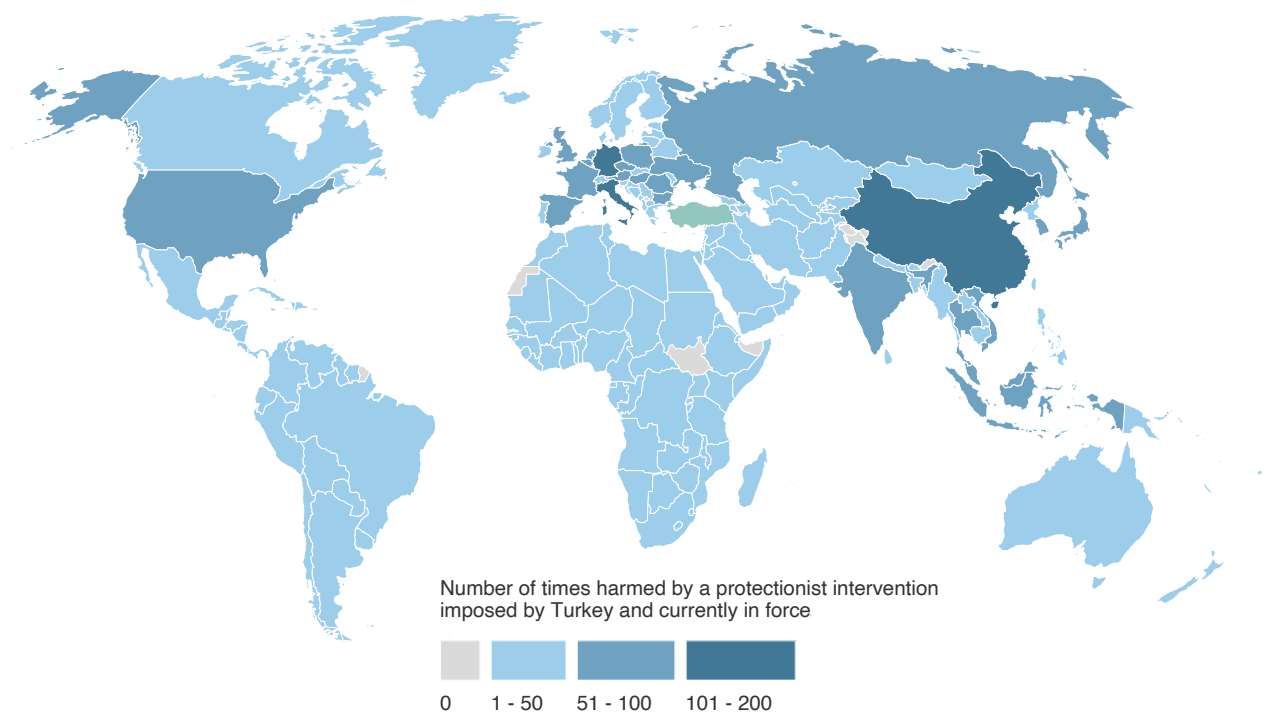 Number of times harmed by a protectionist intervention
imposed by Turkey and currently in force
0 1 - 50 51 - 100 101 - 200